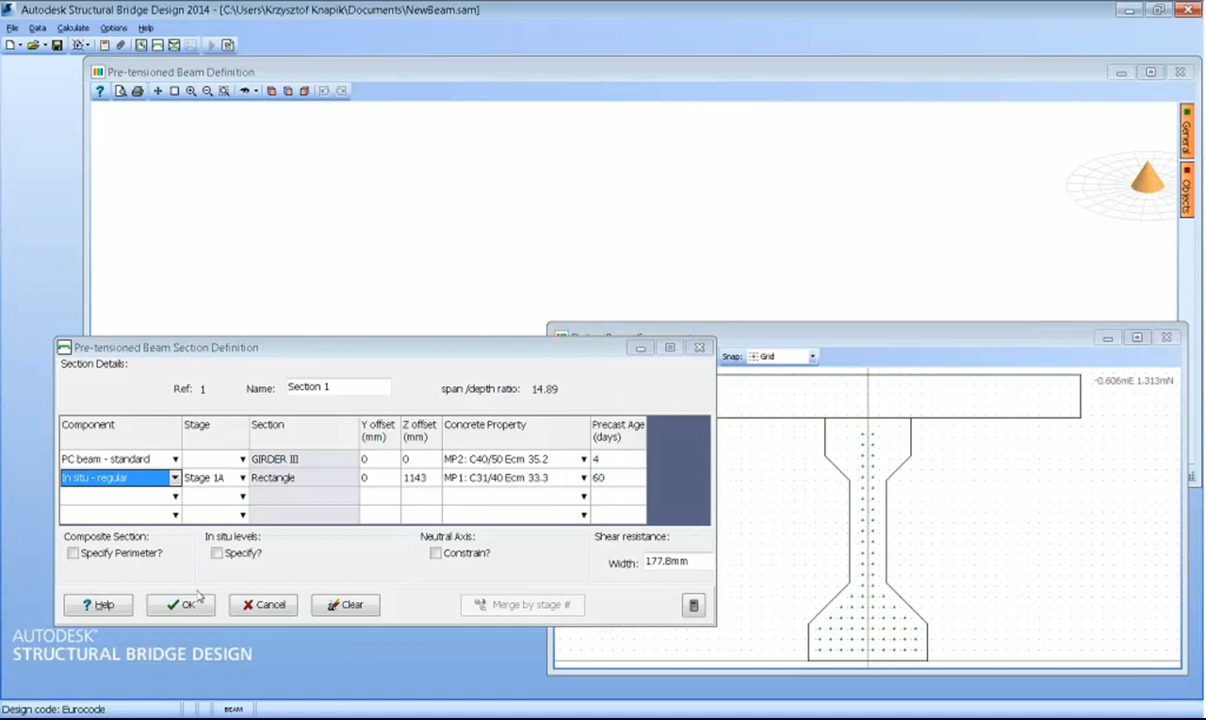 Autodesk Structural Bridge Design 2014 - [C:\Users\Krzysztof Knapik\Documents\NewBeam.sam]
File Data Calculate Options Help
Pre-tensioned Beam Definition
General
Objects
Pre-tensioned Beam Section Definition
Section Details:
Ref: 1 Name: Section 1 span /depth ratio: 14.89
Component Stage Section Y offset (mm) Z offset (mm) Concrete Property Precast Age (days)
PC beam - standard GIRDER III 0 0 MP2: C40/50 Ecm 35.2 4
In situ - regular Stage 1A Rectangle 0 1143 MP1: C31/40 Ecm 33.3 60
Composite Section: In situ levels: Neutral Axis: Shear resistance:
Specify Perimeter? Specify? Constrain? Width: 177.8mm
? Help OK Cancel Clear Merge by stage #
Snap: Grid
-0.606mE 1.313mN
AUTODESK
STRUCTURAL BRIDGE DESIGN
Design code: Eurocode BEAM